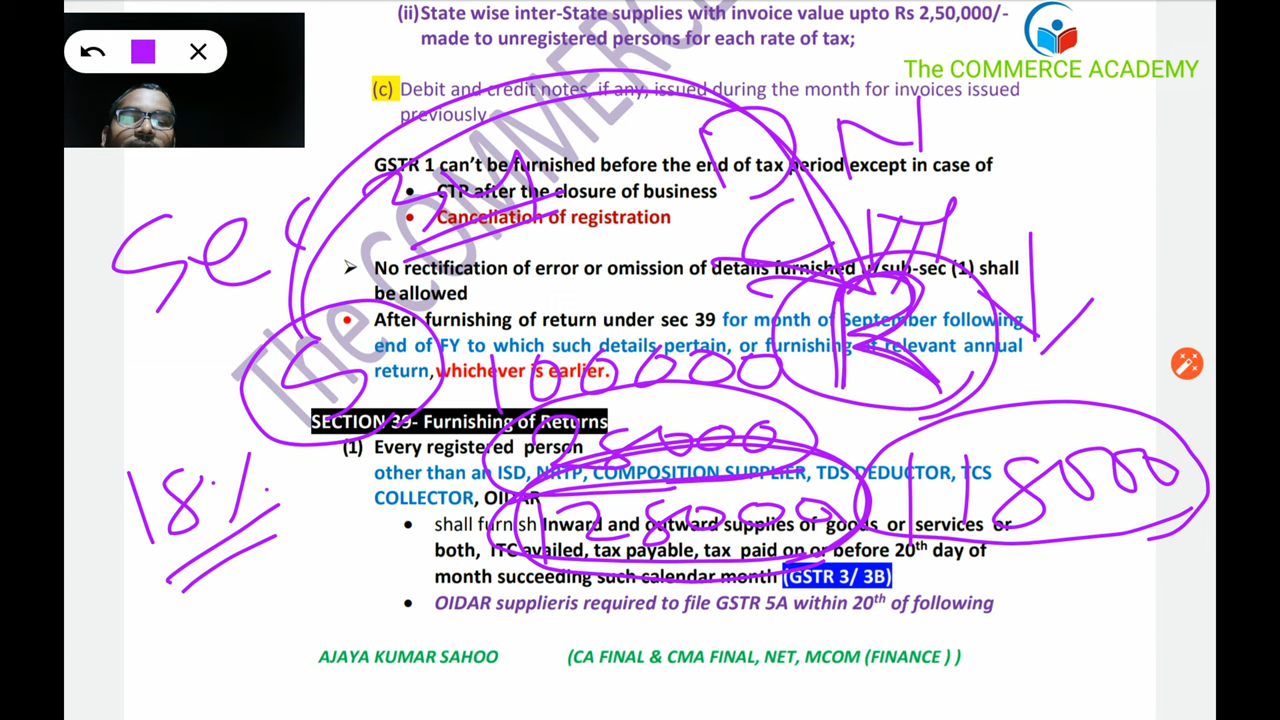 (ii) State wise inter-State supplies with invoice value upto Rs 2,50,000/-
made to unregistered persons for each rate of tax;
The COMMERCE ACADEMY
(c) Debit and credit notes, if any, issued during the month for invoices issued
previously
GSTR 1 can't be furnished before the end of tax period except in case of
• CTP after the closure of business
• Cancellation of registration
➢ No rectification of error or omission of details furnished u/sub-sec (1) shall
be allowed
• After furnishing of return under sec 39 for month of September following
end of FY to which such details pertain, or furnishing of relevant annual
return, whichever is earlier.
SECTION 39- Furnishing of Returns
(1) Every registered person
other than an ISD, NRTP, COMPOSITION SUPPLIER, TDS DEDUCTOR, TCS
COLLECTOR, OIDAR
• shall furnish Inward and outward supplies of goods or services or
both, ITC availed, tax payable, tax paid on or before 20th day of
month succeeding such calendar month (GSTR 3/ 3B)
• OIDAR supplieris required to file GSTR 5A within 20th of following
AJAYA KUMAR SAHOO (CA FINAL & CMA FINAL, NET, MCOM (FINANCE ) )
The COMMERCE
Sec 34
DN
S
R
100000
28000
128000
118000
18%